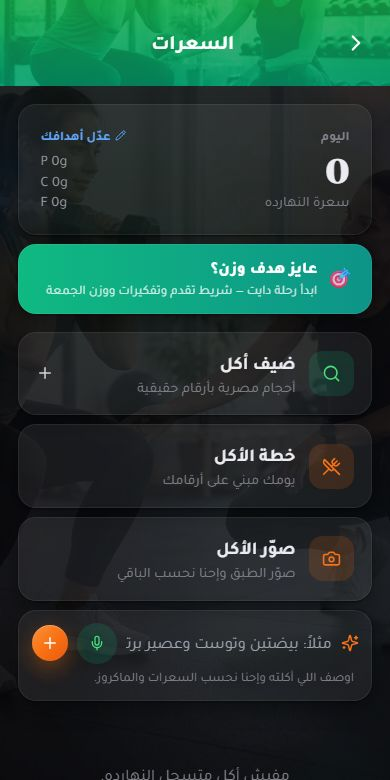 السعرات
اليوم
0
سعرة النهارده
عدّل أهدافك
P 0g
C 0g
F 0g
عايز هدف وزن؟
ابدأ رحلة دايت — شريط تقدم وتفكيرات ووزن الجمعة
ضيف أكل
أحجام مصرية بأرقام حقيقية
خطة الأكل
يومك مبني على أرقامك
صوّر الأكل
صوّر الطبق وإحنا نحسب الباقي
مثلاً: بيضتين وتوست وعصير برت
اوصف اللي أكلته وإحنا نحسب السعرات والماكروز.
مفيش أكل متسجل النهارده.